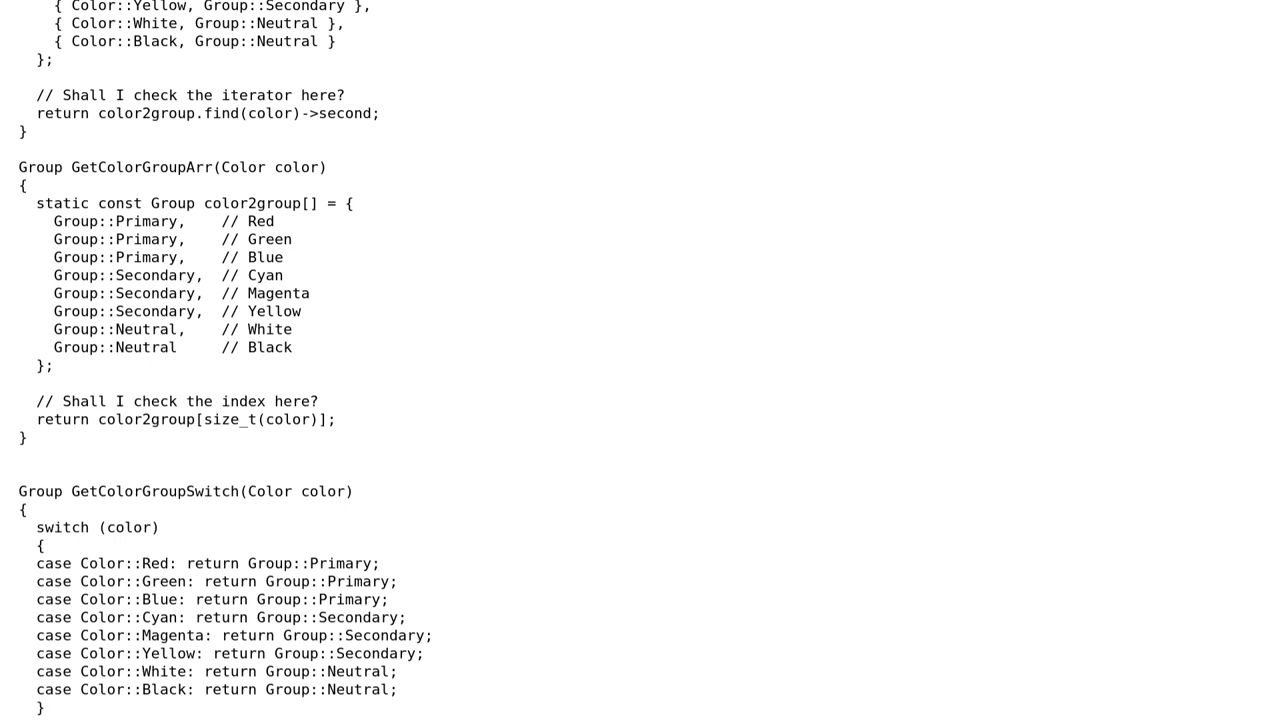 { Color::Yellow, Group::Secondary },
{ Color::White, Group::Neutral },
{ Color::Black, Group::Neutral }
};
// Shall I check the iterator here?
return color2group.find(color)->second;
}
Group GetColorGroupArr(Color color)
{
static const Group color2group[] = {
Group::Primary, // Red
Group::Primary, // Green
Group::Primary, // Blue
Group::Secondary, // Cyan
Group::Secondary, // Magenta
Group::Secondary, // Yellow
Group::Neutral, // White
Group::Neutral // Black
};
// Shall I check the index here?
return color2group[size_t(color)];
}
Group GetColorGroupSwitch(Color color)
{
switch (color)
{
case Color::Red: return Group::Primary;
case Color::Green: return Group::Primary;
case Color::Blue: return Group::Primary;
case Color::Cyan: return Group::Secondary;
case Color::Magenta: return Group::Secondary;
case Color::Yellow: return Group::Secondary;
case Color::White: return Group::Neutral;
case Color::Black: return Group::Neutral;
}